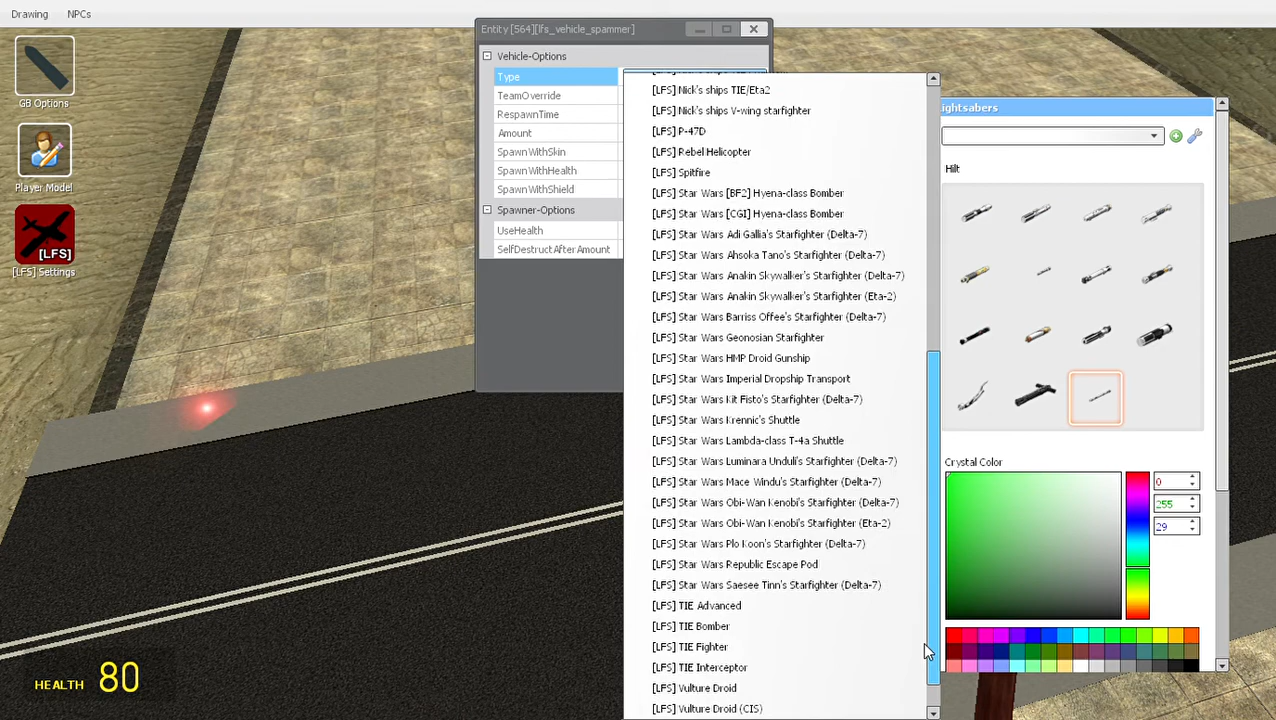 Drawing
NPCs
GB Options
Player Model
[LFS]
[LFS] Settings
HEALTH 80
Entity [564][lfs_vehicle_spammer]
Vehicle-Options
Type
TeamOverride
RespawnTime
Amount
SpawnWithSkin
SpawnWithHealth
SpawnWithShield
Spawner-Options
UseHealth
SelfDestructAfterAmount
[LFS] Nick's ships TIE/Eta2
[LFS] Nick's ships V-wing starfighter
[LFS] P-47D
[LFS] Rebel Helicopter
[LFS] Spitfire
[LFS] Star Wars [BF2] Hyena-class Bomber
[LFS] Star Wars [CGI] Hyena-class Bomber
[LFS] Star Wars Adi Gallia's Starfighter (Delta-7)
[LFS] Star Wars Ahsoka Tano's Starfighter (Delta-7)
[LFS] Star Wars Anakin Skywalker's Starfighter (Delta-7)
[LFS] Star Wars Anakin Skywalker's Starfighter (Eta-2)
[LFS] Star Wars Barriss Offee's Starfighter (Delta-7)
[LFS] Star Wars Geonosian Starfighter
[LFS] Star Wars HMP Droid Gunship
[LFS] Star Wars Imperial Dropship Transport
[LFS] Star Wars Kit Fisto's Starfighter (Delta-7)
[LFS] Star Wars Krennic's Shuttle
[LFS] Star Wars Lambda-class T-4a Shuttle
[LFS] Star Wars Luminara Unduli's Starfighter (Delta-7)
[LFS] Star Wars Mace Windu's Starfighter (Delta-7)
[LFS] Star Wars Obi-Wan Kenobi's Starfighter (Delta-7)
[LFS] Star Wars Obi-Wan Kenobi's Starfighter (Eta-2)
[LFS] Star Wars Plo Koon's Starfighter (Delta-7)
[LFS] Star Wars Republic Escape Pod
[LFS] Star Wars Saesee Tinn's Starfighter (Delta-7)
[LFS] TIE Advanced
[LFS] TIE Bomber
[LFS] TIE Fighter
[LFS] TIE Interceptor
[LFS] Vulture Droid
[LFS] Vulture Droid (CIS)
ightsabers
Hilt
Crystal Color
0
255
29